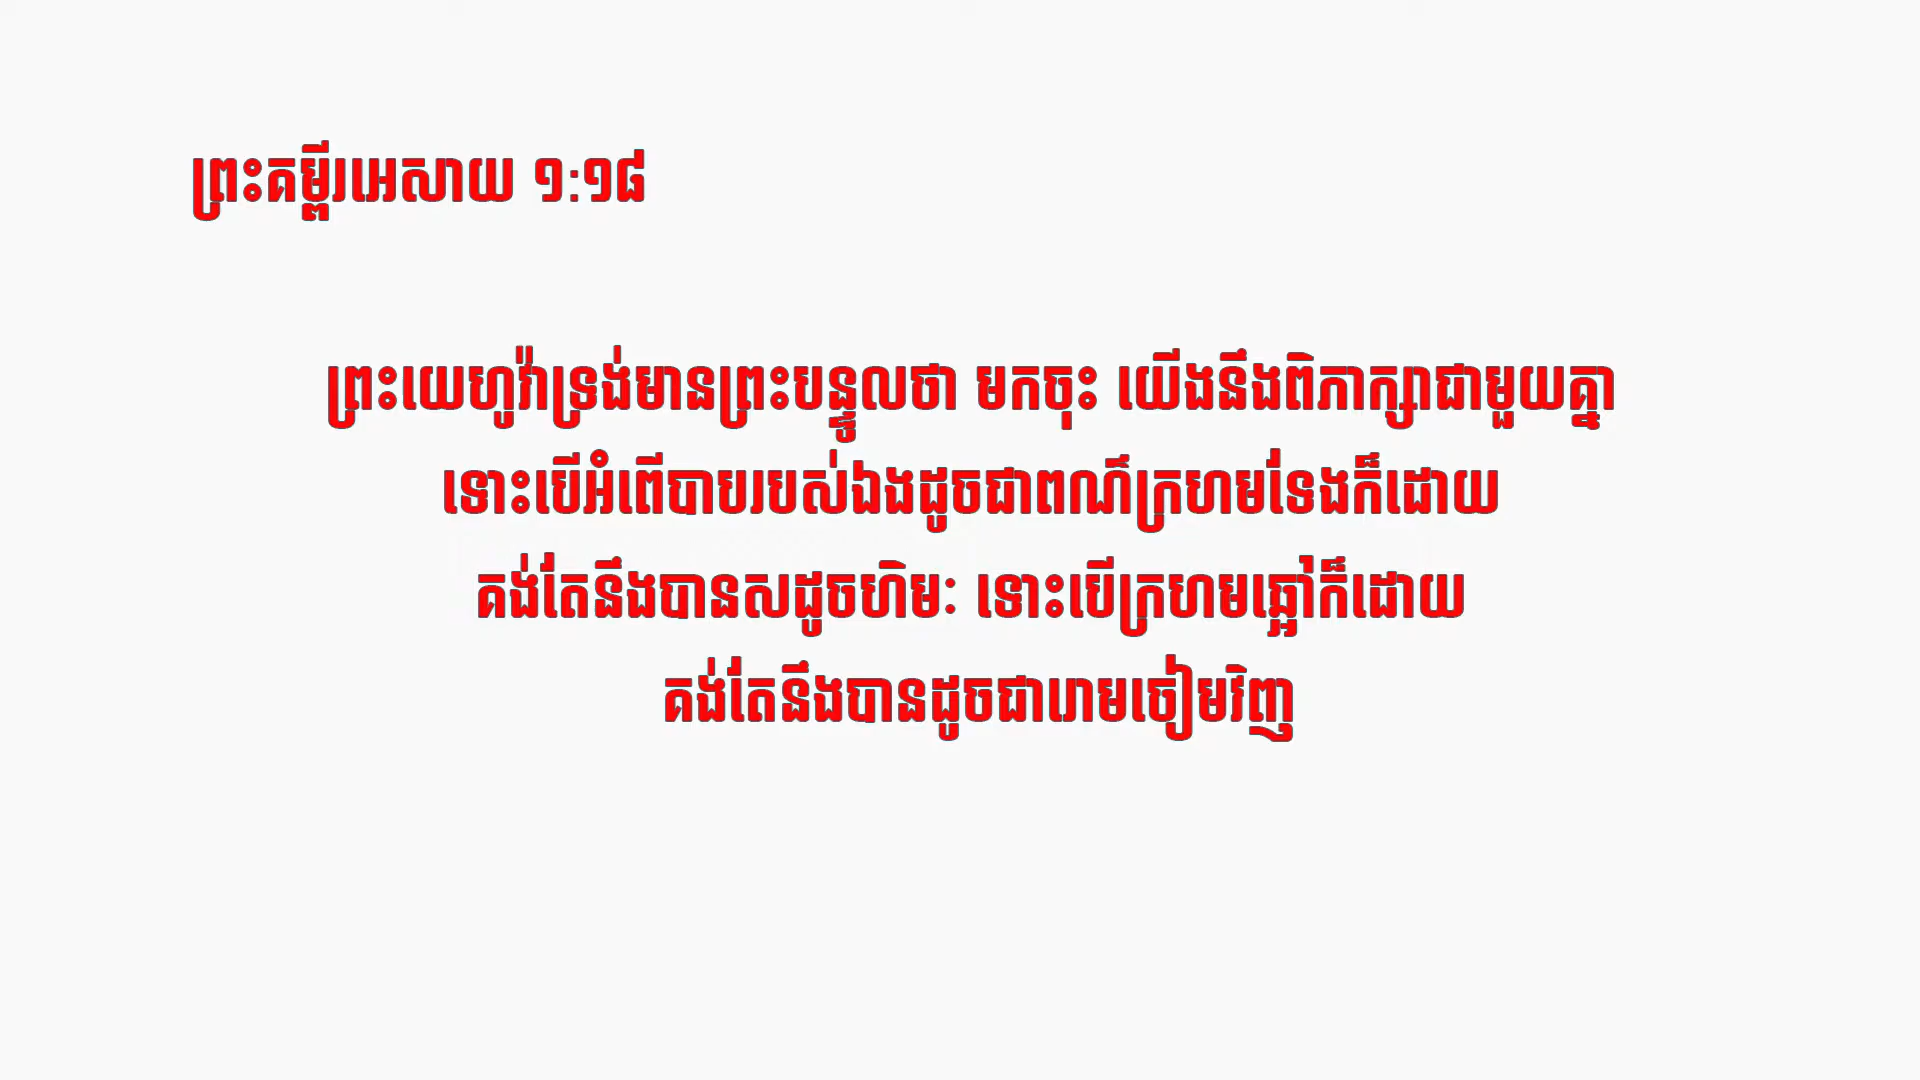 ព្រះគម្ពីរអេសាយ ១:១៨
ព្រះយេហូវ៉ាទ្រង់មានព្រះបន្ទូលថា មកចុះ យើងនឹងពិភាក្សាជាមួយគ្នា
ទោះបើអំពើបាបរបស់ឯងដូចជាពណ៌ក្រហមទែងក៏ដោយ
គង់តែនឹងបានសដូចហិមៈ ទោះបើក្រហមឆ្អៅក៏ដោយ
គង់តែនឹងបានដូចជារោមចៀមវិញ